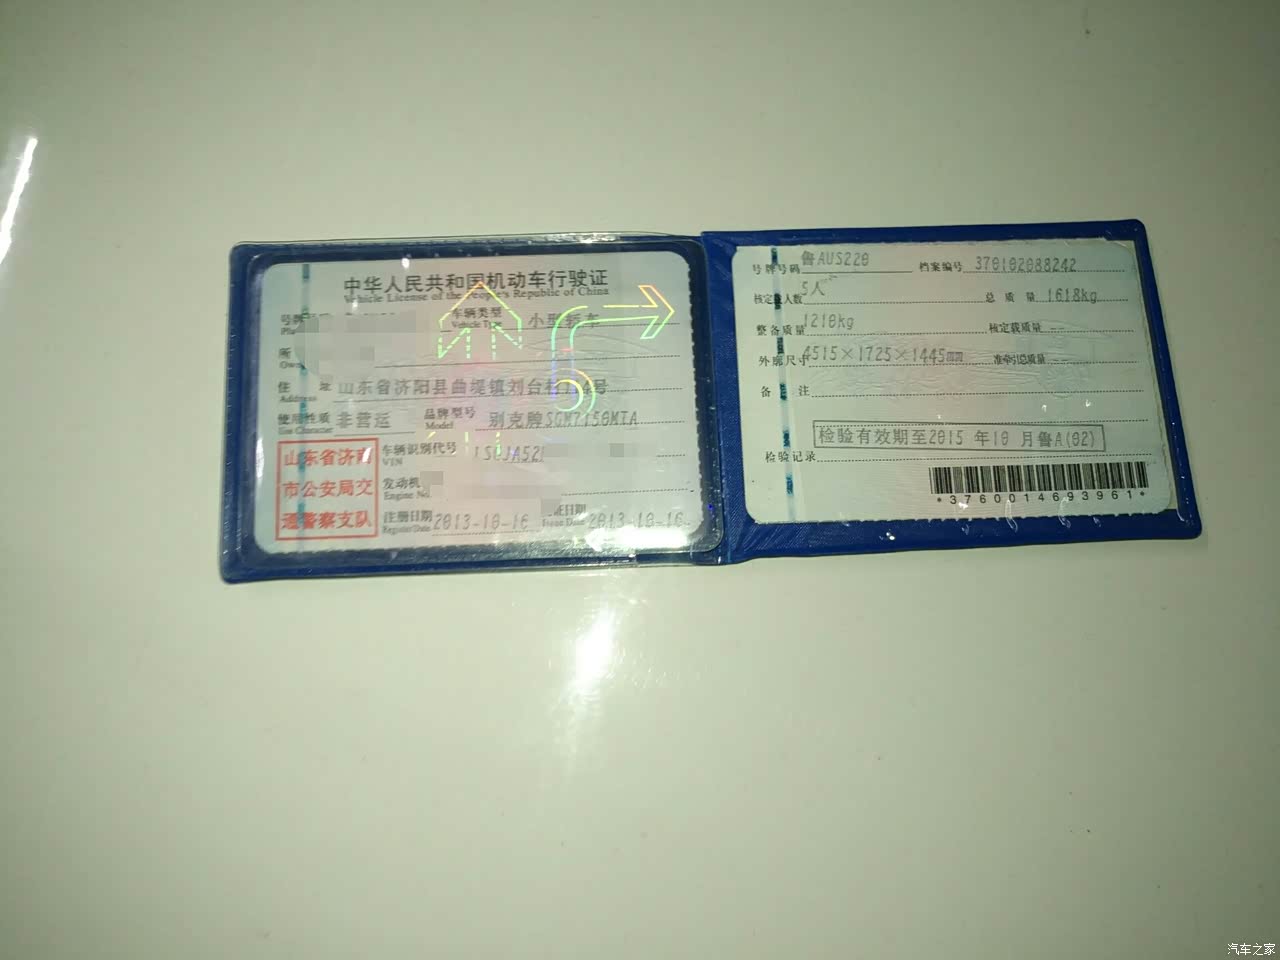 中华人民共和国机动车行驶证
Vehicle License of the People's Republic of China
车辆类型 小型轿车
Vehicle Type
所
住 址 山东省济阳县曲堤镇刘台村
Address
使用性质 非营运 品牌型号 别克牌SGM7150MTA
Use Character Model
山东省济南
市公安局交
通警察支队
车辆识别代号
VIN
发动机
Engine No.
注册日期 2013-10-16 证日期 2013-10-16
Register Date Issue Date
号牌号码 鲁AUS220 档案编号 370102088242
核定载人数 5人 总质量 1618kg
整备质量 1210kg 核定载质量 --
外廓尺寸 4515×1725×1445mm 准牵引总质量 --
备 注
检验有效期至2015 年10 月鲁A(02)
检验记录
*3760014693961*
汽车之家